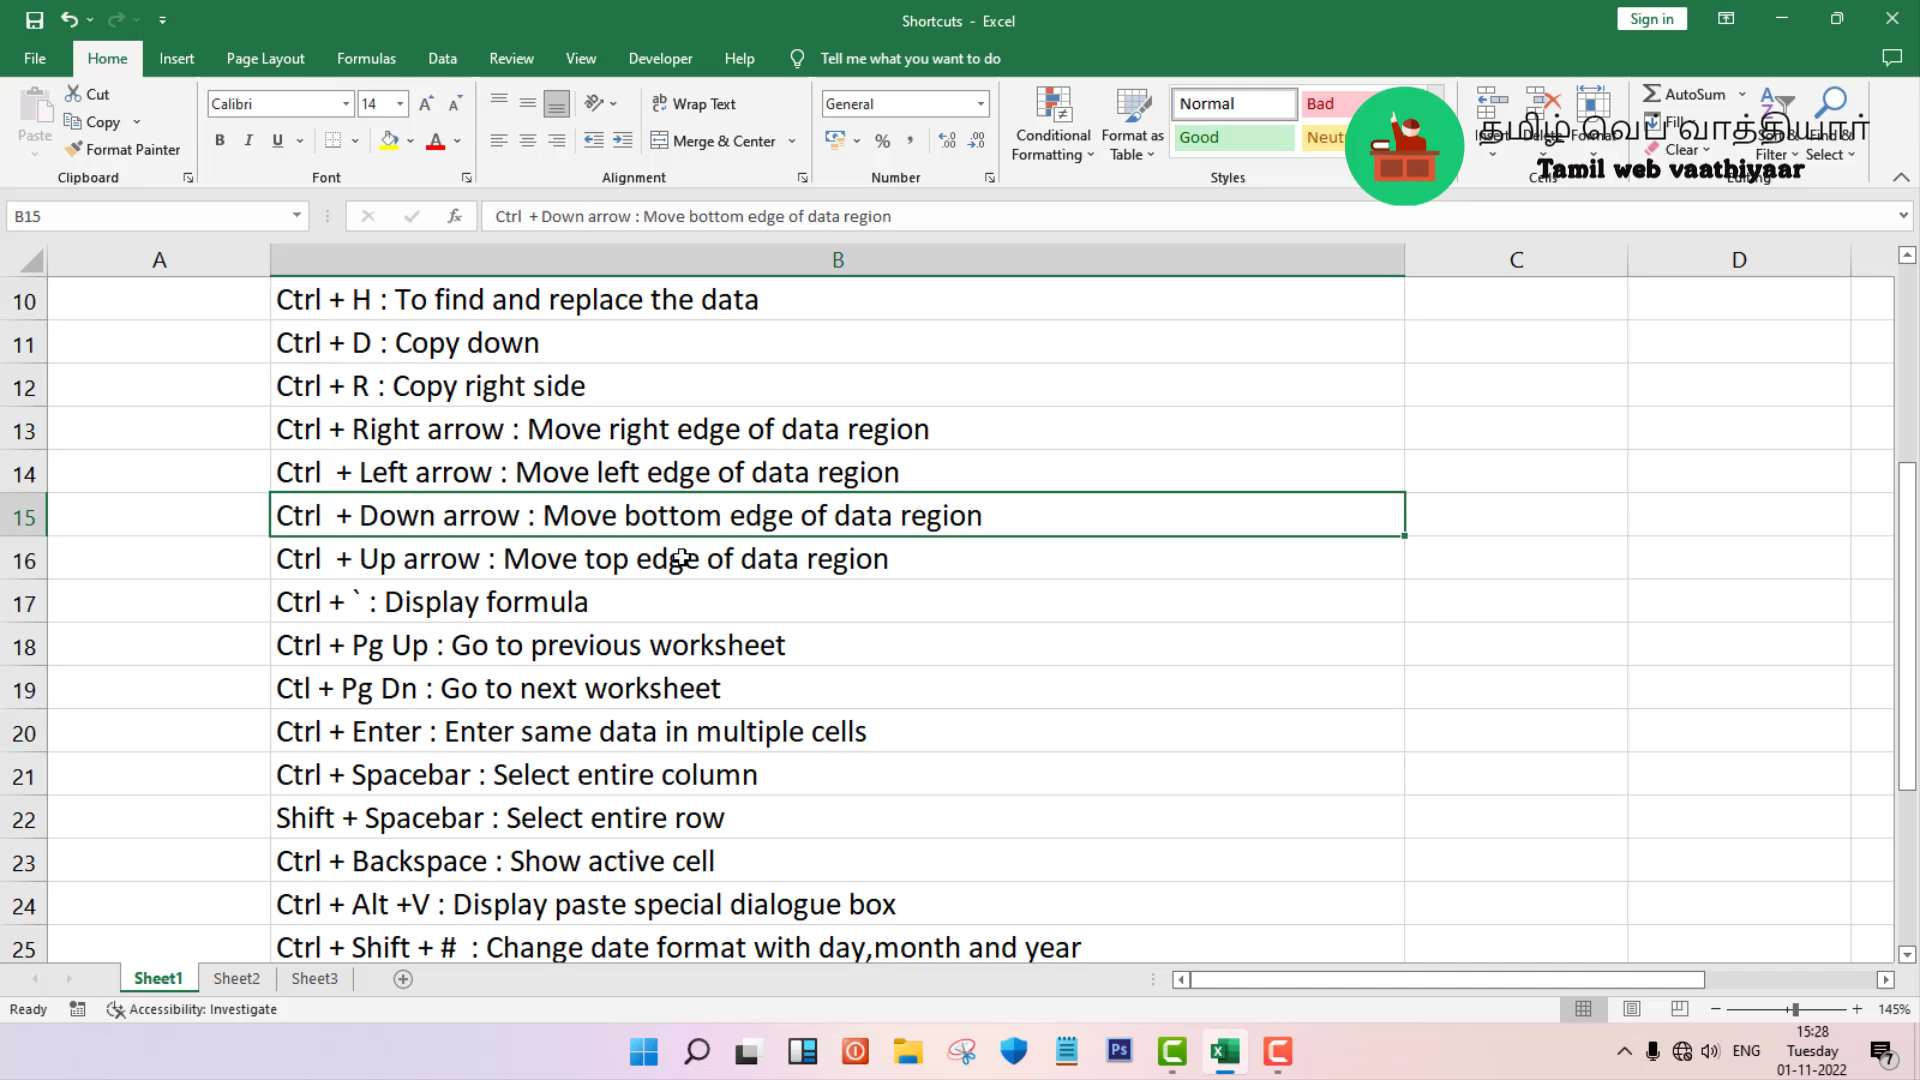 Shortcuts - Excel
Sign in
File Home Insert Page Layout Formulas Data Developer Review View Help Tell me what you want to do
Cut
Copy
Paste
Format Painter
Clipboard
Calibri 14
B I U
Font
Wrap Text
Merge & Center
Alignment
General
%
Number
Conditional Formatting
Format as Table
Normal Bad
Good
Styles
Insert Delete Format
Cells
AutoSum
Fill
Clear
Sort & Filter
Find & Select
Editing
தமிழ் வெப் வாத்தியார்
Tamil web vaathiyaar
B15 fx Ctrl  + Down arrow : Move bottom edge of data region
A B C D
10 Ctrl + H : To find and replace the data
11 Ctrl + D : Copy down
12 Ctrl + R : Copy right side
13 Ctrl + Right arrow : Move right edge of data region
14 Ctrl  + Left arrow : Move left edge of data region
15 Ctrl  + Down arrow : Move bottom edge of data region
16 Ctrl  + Up arrow : Move top edge of data region
17 Ctrl + ` : Display formula
18 Ctrl + Pg Up : Go to previous worksheet
19 Ctl + Pg Dn : Go to next worksheet
20 Ctrl + Enter : Enter same data in multiple cells
21 Ctrl + Spacebar : Select entire column
22 Shift + Spacebar : Select entire row
23 Ctrl + Backspace : Show active cell
24 Ctrl + Alt +V : Display paste special dialogue box
25 Ctrl + Shift + #  : Change date format with day,month and year
Sheet1 Sheet2 Sheet3
Ready Accessibility: Investigate 145%
Ps
ENG
15:28
Tuesday
01-11-2022
7